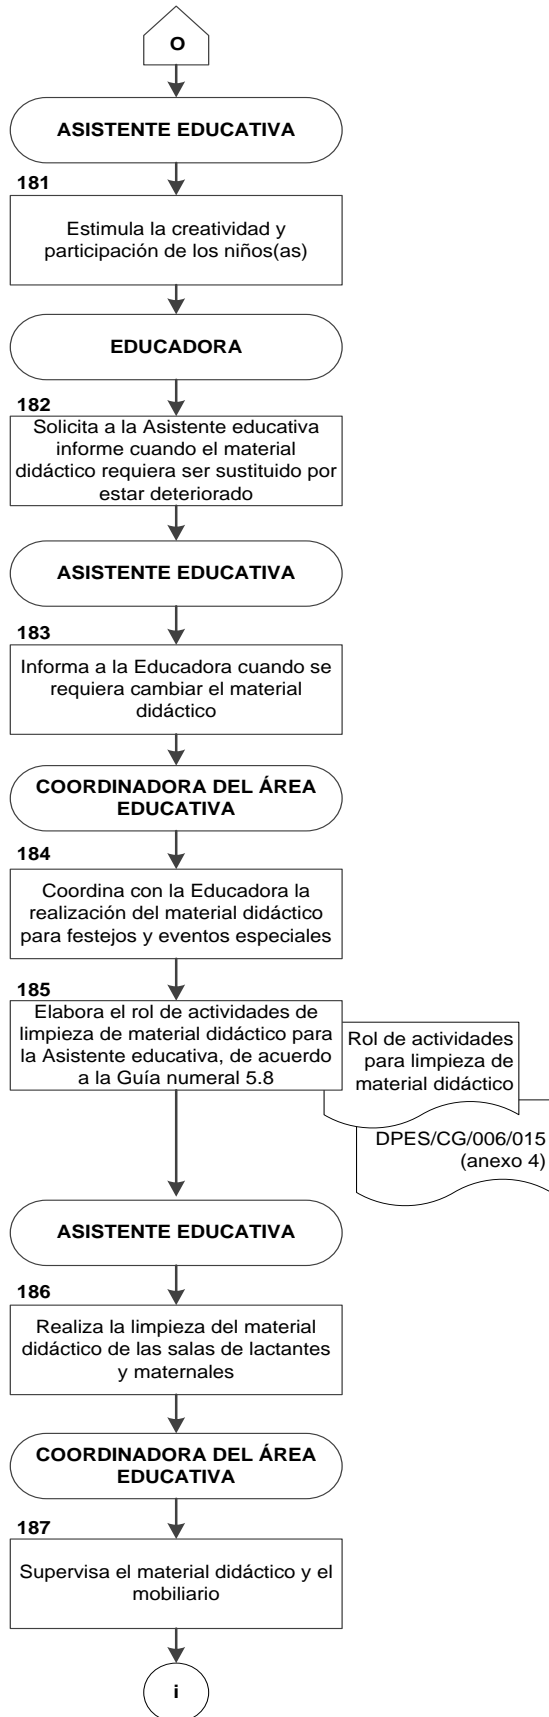 O
ASISTENTE EDUCATIVA
181
Estimula la creatividad y
participación de los niños(as)
EDUCADORA
182
Solicita a la Asistente educativa
informe cuando el material
didáctico requiera ser sustituido por
estar deteriorado
ASISTENTE EDUCATIVA
183
Informa a la Educadora cuando se
requiera cambiar el material
didáctico
COORDINADORA DEL ÁREA
EDUCATIVA
184
Coordina con la Educadora la
realización del material didáctico
para festejos y eventos especiales
185
Elabora el rol de actividades de
limpieza de material didáctico para
la Asistente educativa, de acuerdo
a la Guía numeral 5.8
Rol de actividades
para limpieza de
material didáctico
DPES/CG/006/015
(anexo 4)
ASISTENTE EDUCATIVA
186
Realiza la limpieza del material
didáctico de las salas de lactantes
y maternales
COORDINADORA DEL ÁREA
EDUCATIVA
187
Supervisa el material didáctico y el
mobiliario
i